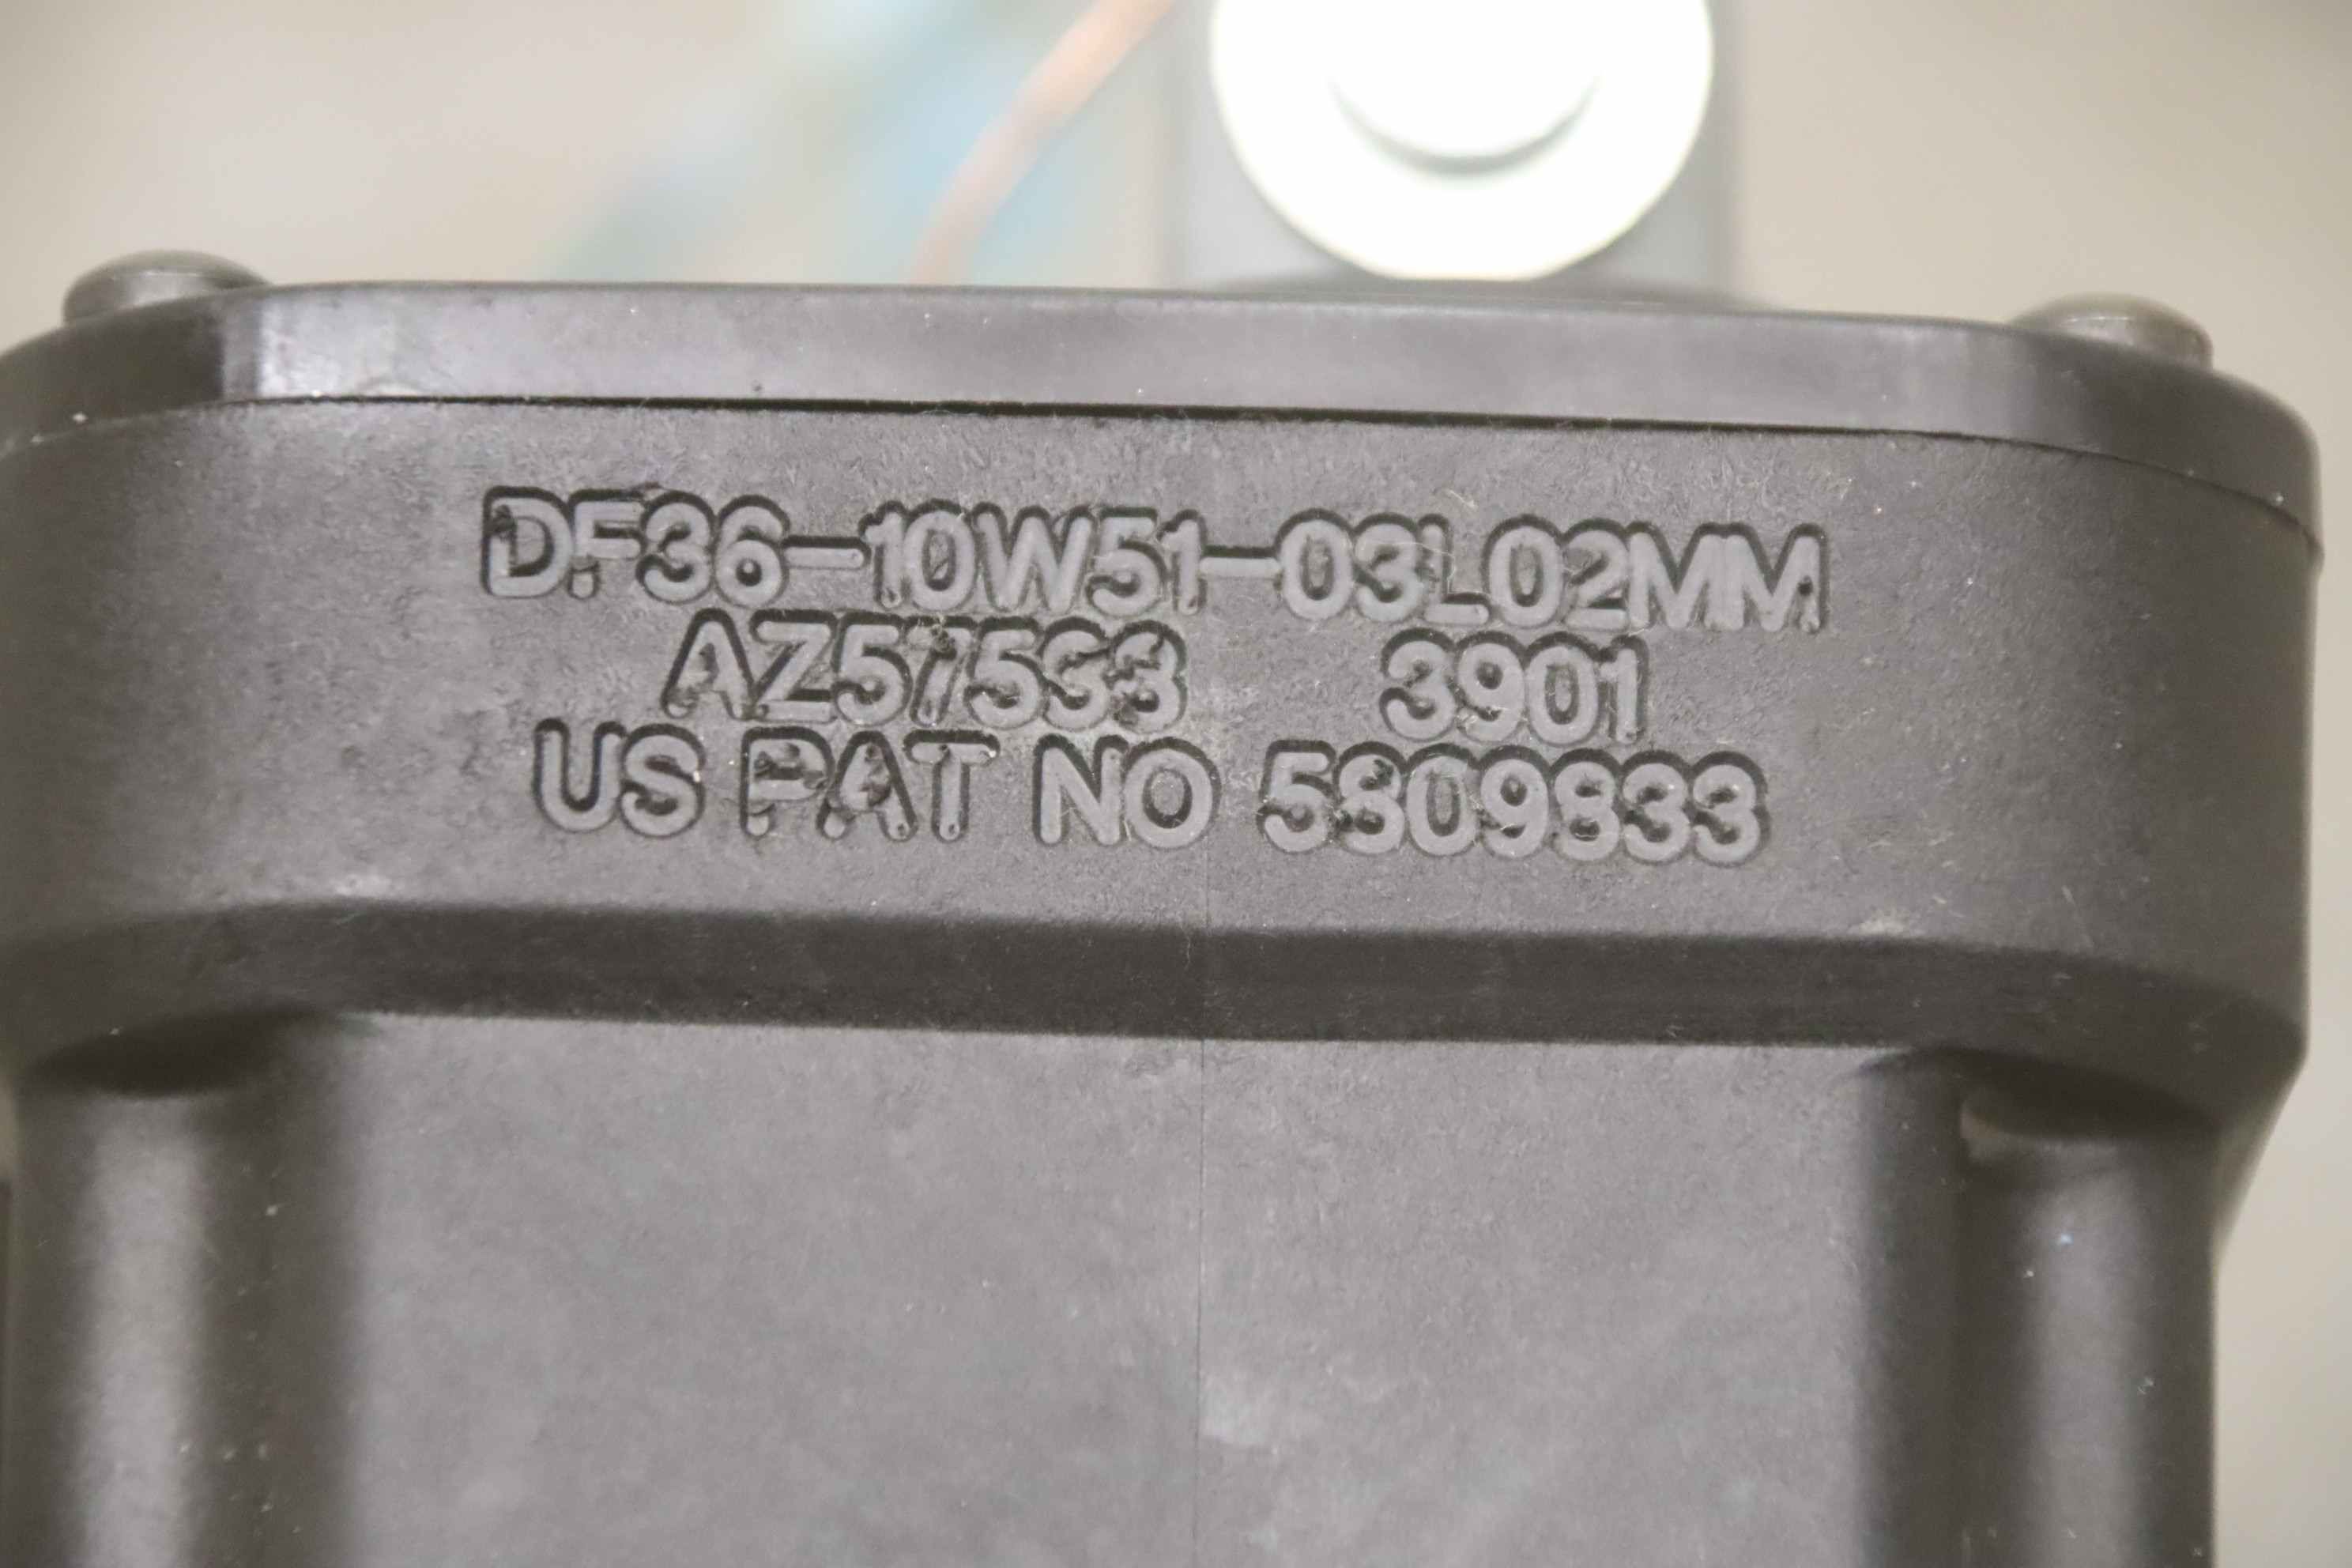 DF36-10W51-03L02MM
AZ57533 3901
US PAT NO 5809833